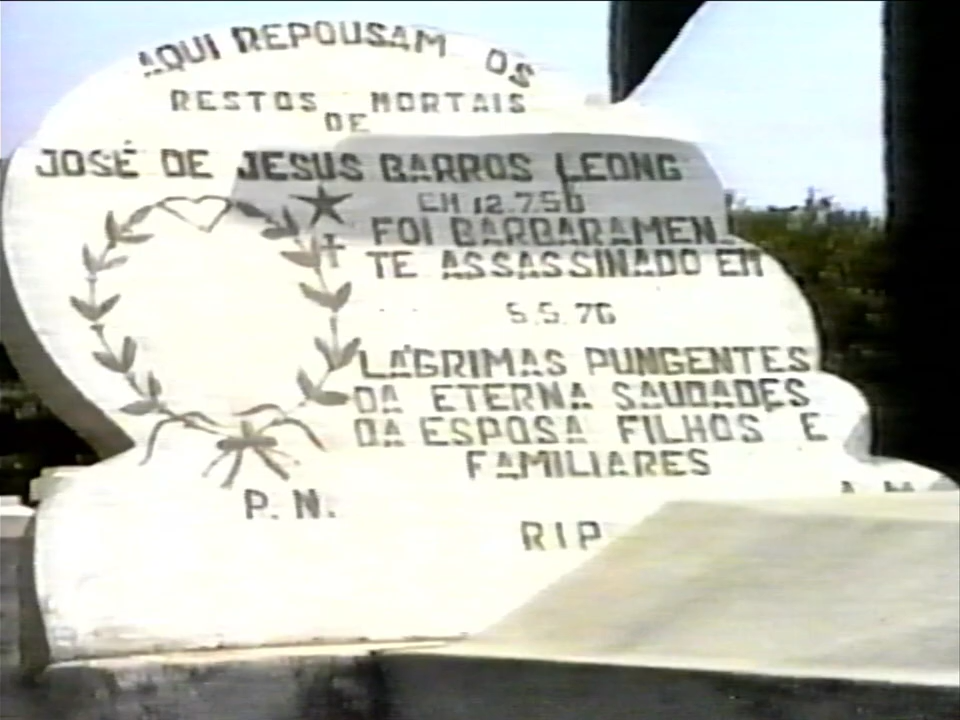 AQUI REPOUSAM OS
RESTOS MORTAIS
DE
JOSÉ DE JESUS BARROS LEONG
EM 12.7.56
FOI BARBARAMEN
TE ASSASSINADO EM
5.5.76
LÁGRIMAS PUNGENTES
DA ETERNA SAUDADES
DA ESPOSA FILHOS E
FAMILIARES
P. N.
RIP